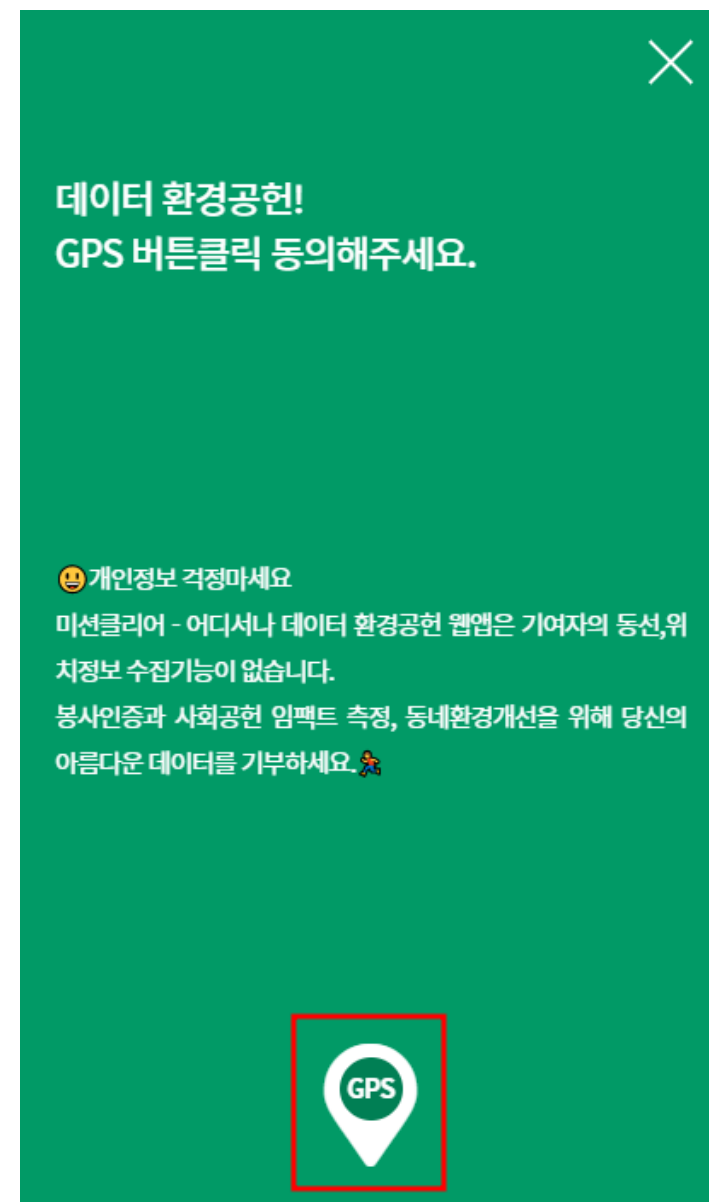 데이터 환경공헌!
GPS 버튼클릭 동의해주세요.
😃개인정보 걱정마세요
미션클리어 - 어디서나 데이터 환경공헌 웹앱은 기여자의 동선,위
치정보 수집기능이 없습니다.
봉사인증과 사회공헌 임팩트 측정, 동네환경개선을 위해 당신의
아름다운 데이터를 기부하세요.🏃
GPS